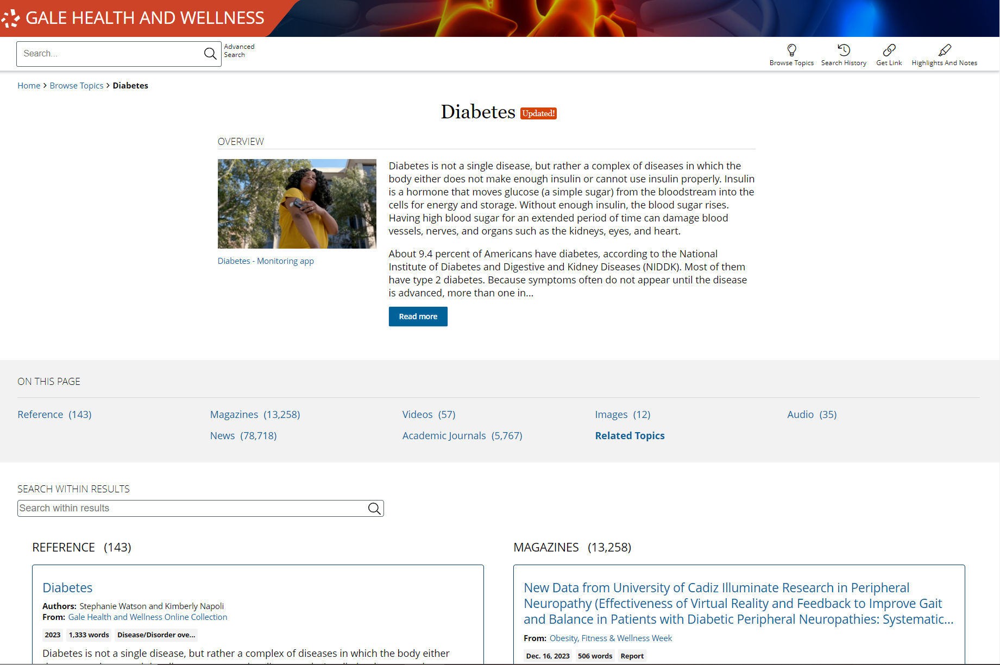 GALE HEALTH AND WELLNESS
Search...
Advanced
Search
Browse Topics
Search History
Get Link
Highlights And Notes
Home > Browse Topics > Diabetes
Diabetes Updated!
OVERVIEW
Diabetes - Monitoring app
Diabetes is not a single disease, but rather a complex of diseases in which the
body either does not make enough insulin or cannot use insulin properly. Insulin
is a hormone that moves glucose (a simple sugar) from the bloodstream into the
cells for energy and storage. Without enough insulin, the blood sugar rises.
Having high blood sugar for an extended period of time can damage blood
vessels, nerves, and organs such as the kidneys, eyes, and heart.
About 9.4 percent of Americans have diabetes, according to the National
Institute of Diabetes and Digestive and Kidney Diseases (NIDDK). Most of them
have type 2 diabetes. Because symptoms often do not appear until the disease
is advanced, more than one in...
Read more
ON THIS PAGE
Reference (143)
Magazines (13,258)
Videos (57)
Images (12)
Audio (35)
News (78,718)
Academic Journals (5,767)
Related Topics
SEARCH WITHIN RESULTS
Search within results
REFERENCE (143)
Diabetes
Authors: Stephanie Watson and Kimberly Napoli
From: Gale Health and Wellness Online Collection
2023 1,333 words Disease/Disorder ove...
Diabetes is not a single disease, but rather a complex of diseases in which the body either
MAGAZINES (13,258)
New Data from University of Cadiz Illuminate Research in Peripheral
Neuropathy (Effectiveness of Virtual Reality and Feedback to Improve Gait
and Balance in Patients with Diabetic Peripheral Neuropathies: Systematic...
From: Obesity, Fitness & Wellness Week
Dec. 16, 2023 506 words Report